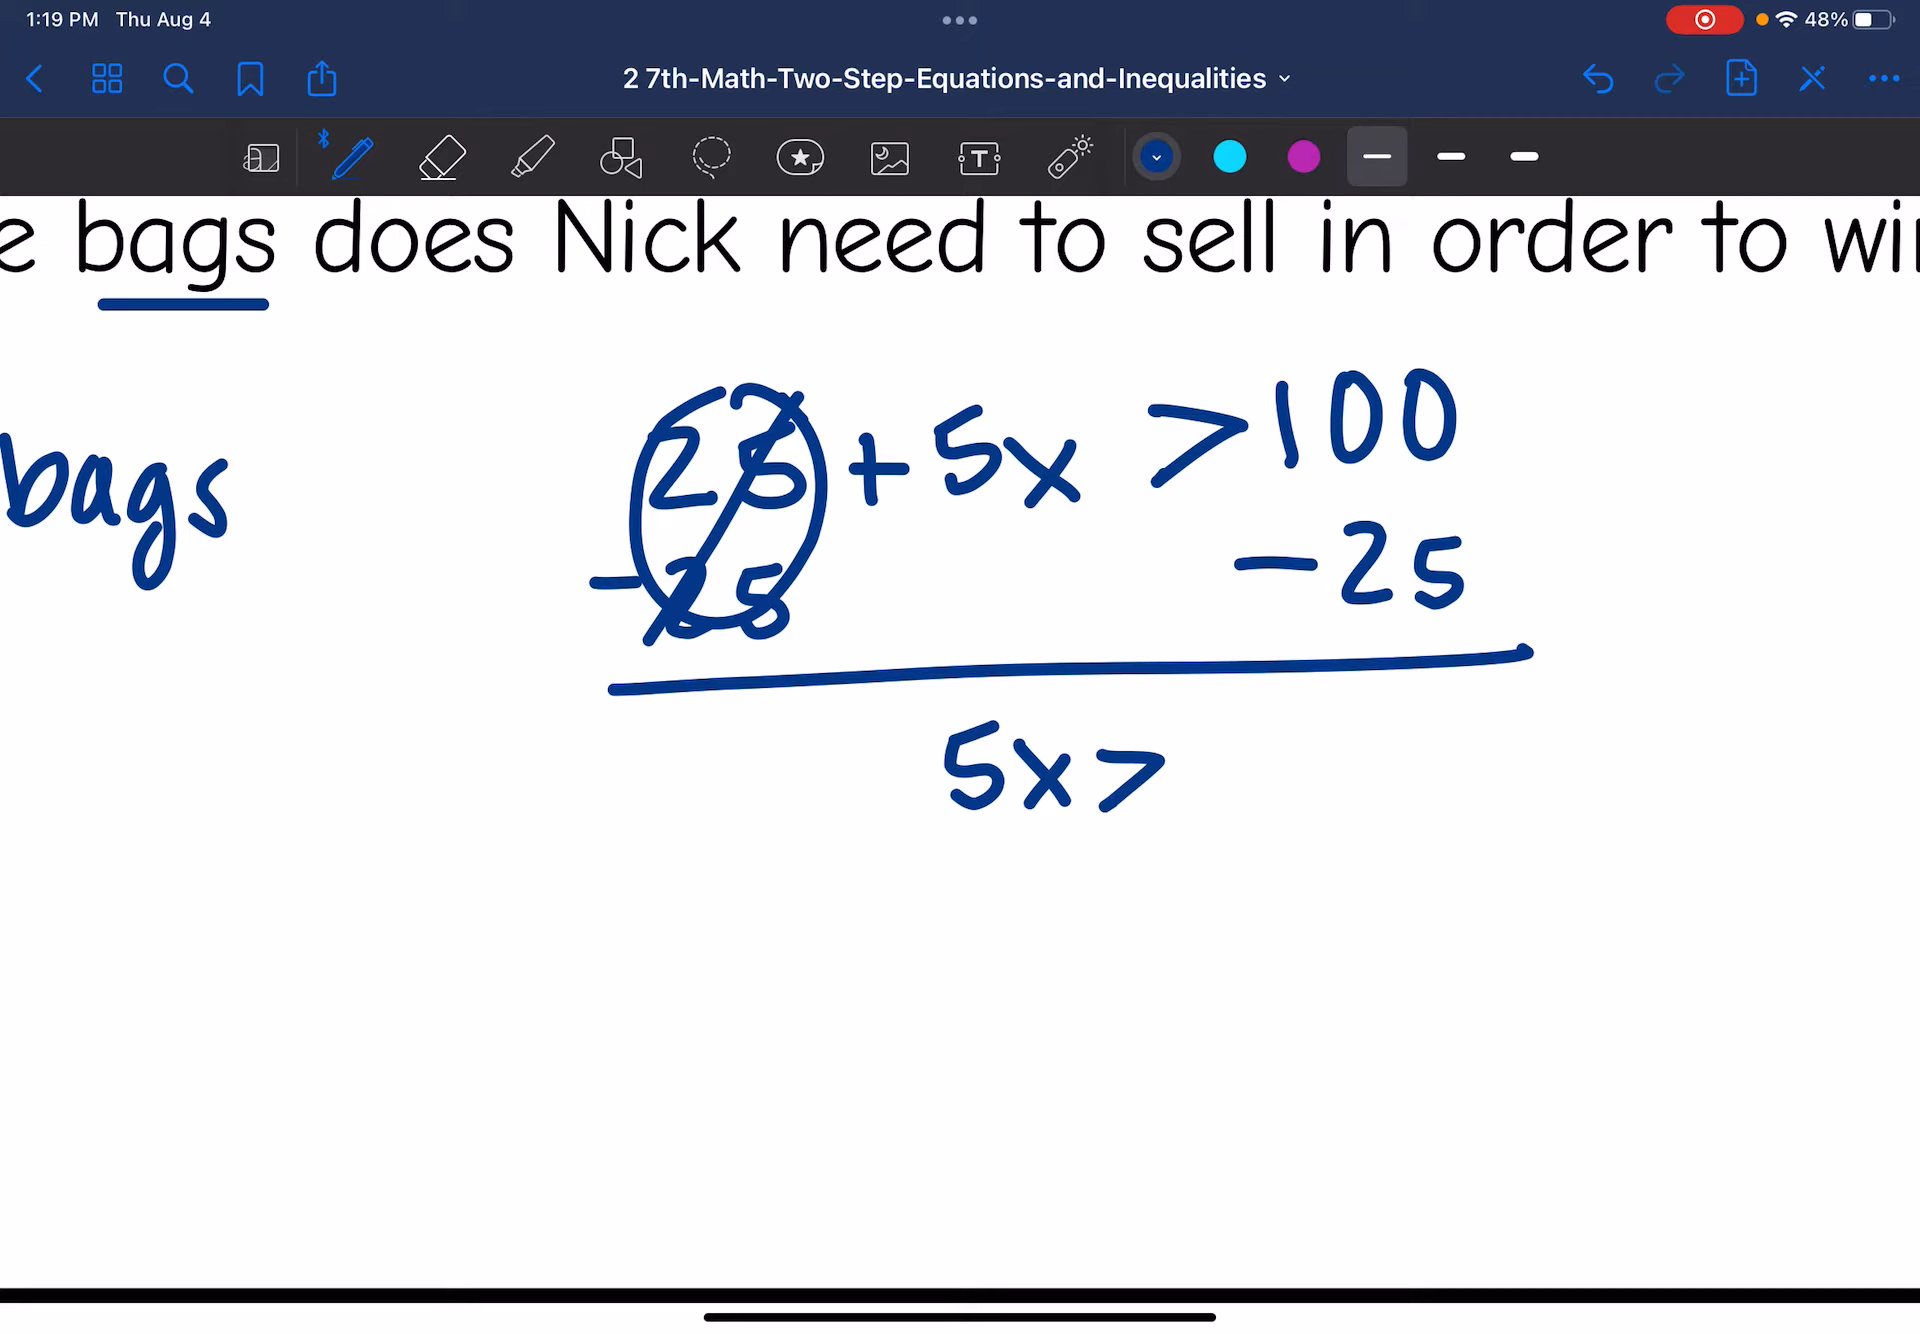 1:19 PM Thu Aug 4
48%
2 7th-Math-Two-Step-Equations-and-Inequalities
T
e bags does Nick need to sell in order to wi
bags
25 + 5x > 100
-25 -25
5x >